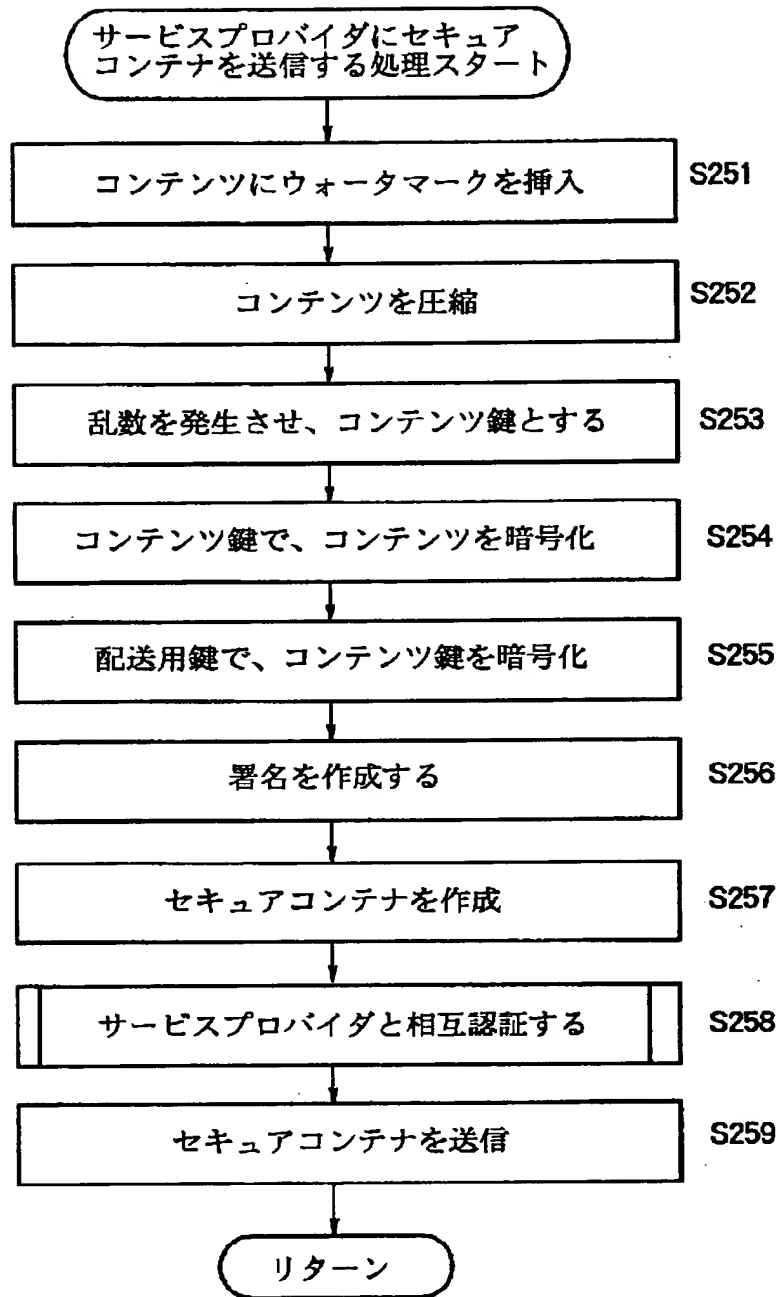 サービスプロバイダにセキュア
コンテナを送信する処理スタート
コンテンツにウォータマークを挿入
S251
コンテンツを圧縮
S252
乱数を発生させ、コンテンツ鍵とする
S253
コンテンツ鍵で、コンテンツを暗号化
S254
配送用鍵で、コンテンツ鍵を暗号化
S255
署名を作成する
S256
セキュアコンテナを作成
S257
サービスプロバイダと相互認証する
S258
セキュアコンテナを送信
S259
リターン